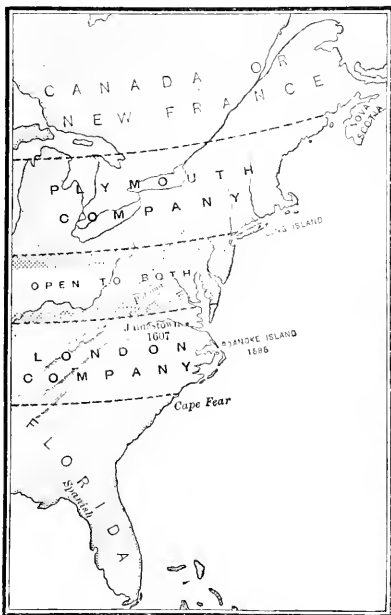 CANADA OR
NEW FRANCE
NOVA
SCOTIA
PLYMOUTH
COMPANY
LONG ISLAND
OPEN TO BOTH
Jamestown
1607
ROANOKE ISLAND
1586
LONDON
COMPANY
Cape Fear
FLORIDA
Spanish